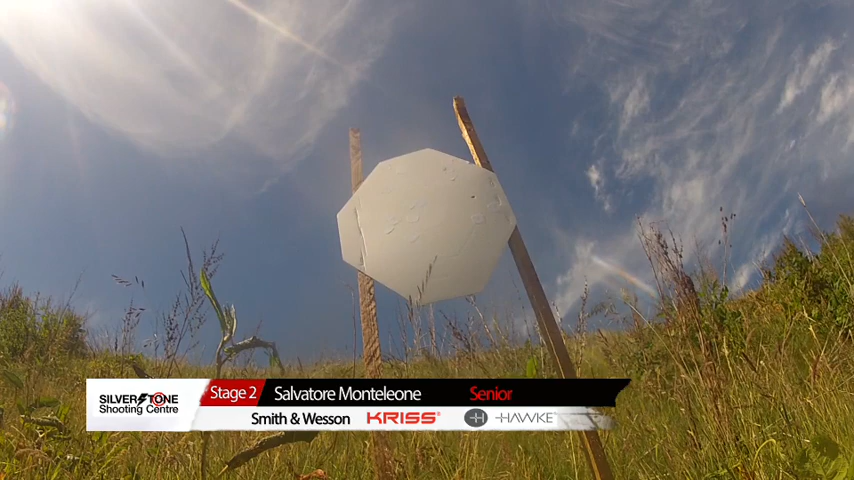 SILVERSTONE
Shooting Centre
Stage 2
Salvatore Monteleone
Senior
Smith & Wesson
KRISS
H HAWKE